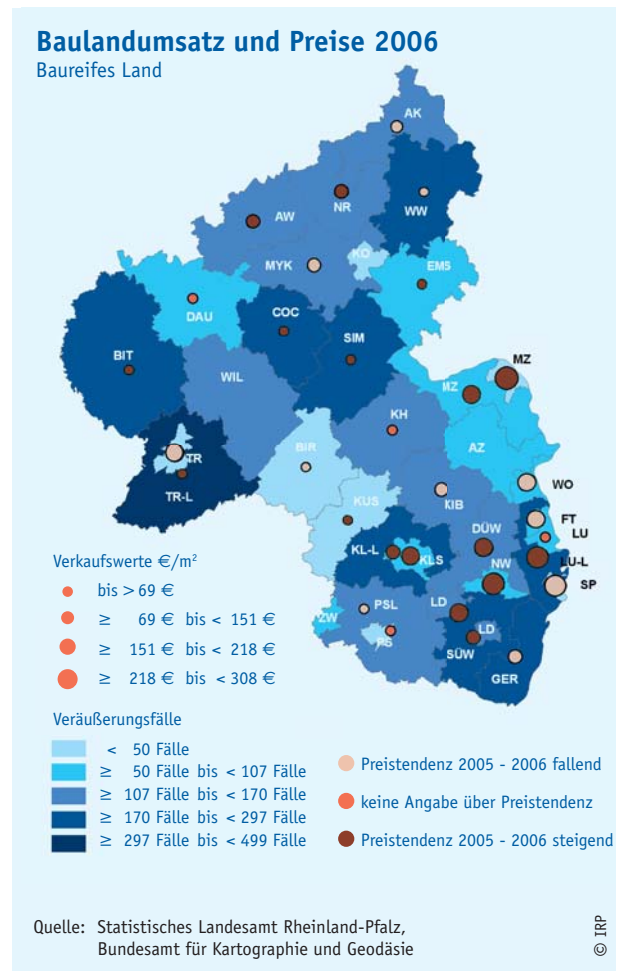 Baulandumsatz und Preise 2006
Baureifes Land
AK
NR
WW
AW
KO
MYK
EMS
DAU
COC
SIM
BIT
WIL
MZ
MZ
KH
AZ
BIR
TR
TR-L
WO
KIB
KUS
FT
LU
DÜW
KL-L
KLS
NW
LU-L
SP
PSL
LD
ZW
LD
PS
SÜW
GER
Verkaufswerte €/m²
bis > 69 €
≥ 69 € bis < 151 €
≥ 151 € bis < 218 €
≥ 218 € bis < 308 €
Veräußerungsfälle
< 50 Fälle
≥ 50 Fälle bis < 107 Fälle
≥ 107 Fälle bis < 170 Fälle
≥ 170 Fälle bis < 297 Fälle
≥ 297 Fälle bis < 499 Fälle
Preistendenz 2005 - 2006 fallend
keine Angabe über Preistendenz
Preistendenz 2005 - 2006 steigend
Quelle: Statistisches Landesamt Rheinland-Pfalz,
Bundesamt für Kartographie und Geodäsie
© IRP